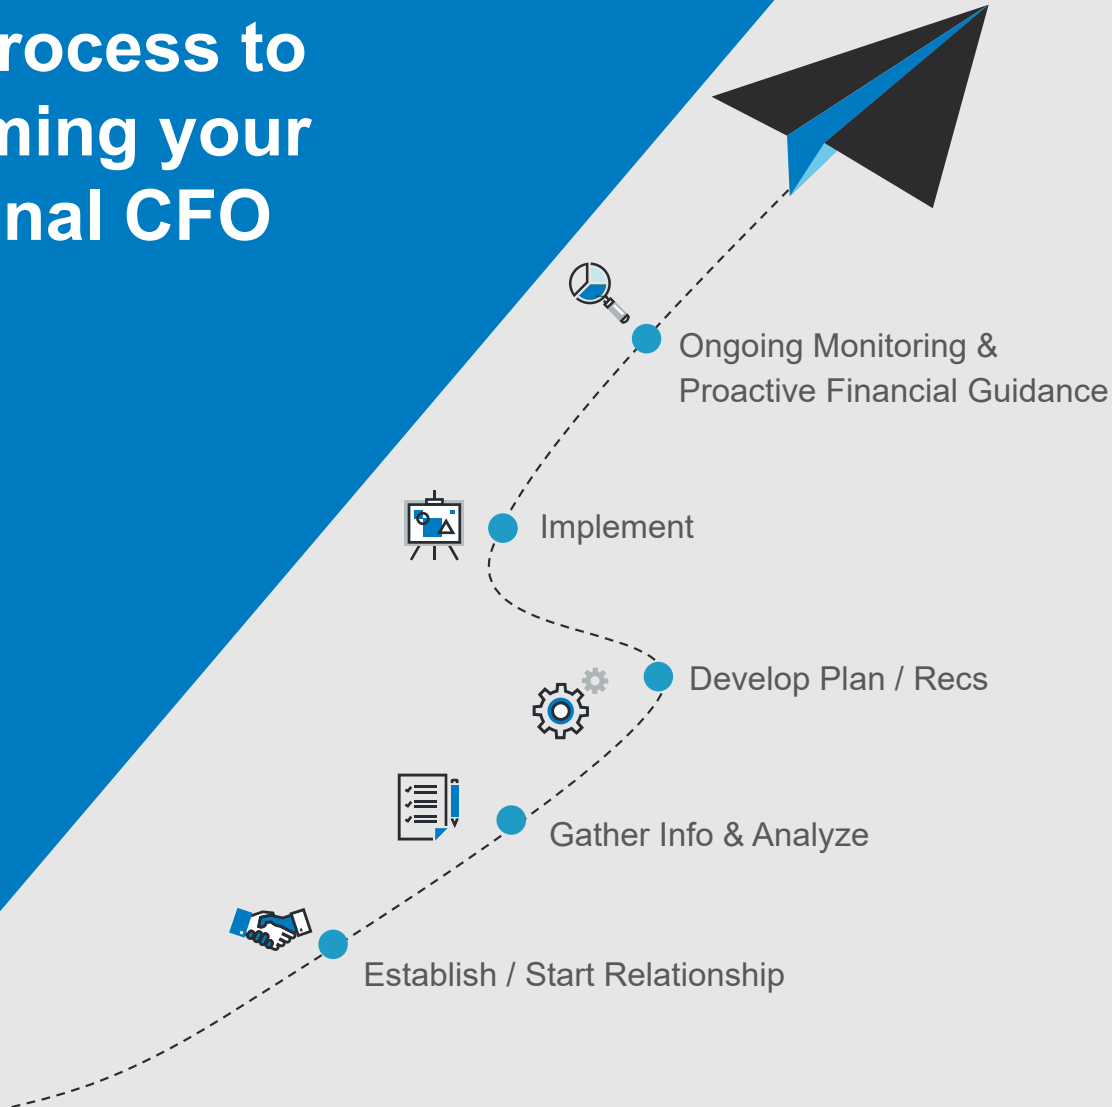 rocess to
ming your
nal CFO
Ongoing Monitoring &
Proactive Financial Guidance
Implement
Develop Plan / Recs
Gather Info & Analyze
Establish / Start Relationship